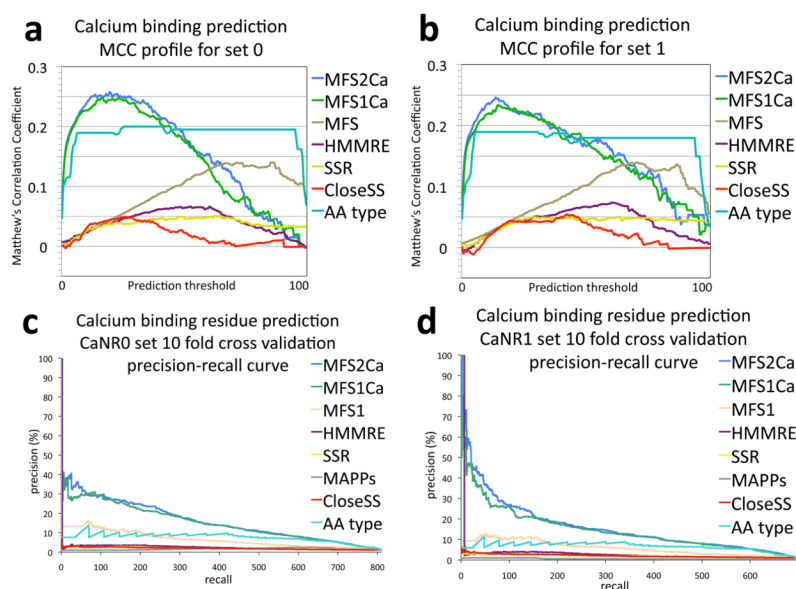 a
Calcium binding prediction
MCC profile for set 0
Matthew's Correlation Coefficient
0.3
0.2
0.1
0
0
Prediction threshold
100
MFS2Ca
MFS1Ca
MFS
HMMRE
SSR
CloseSS
AA type
b
Calcium binding prediction
MCC profile for set 1
Matthew's Correlation Coefficient
0.3
0.2
0.1
0
0
Prediction threshold
100
MFS2Ca
MFS1Ca
MFS
HMMRE
SSR
CloseSS
AA type
c
Calcium binding residue prediction
CaNR0 set 10 fold cross validation
precision-recall curve
precision (%)
100
90
80
70
60
50
40
30
20
10
0
0 100 200 300 400 500 600 700 800
recall
MFS2Ca
MFS1Ca
MFS1
HMMRE
SSR
MAPPs
CloseSS
AA type
d
Calcium binding residue prediction
CaNR1 set 10 fold cross validation
precision-recall curve
precision (%)
100
90
80
70
60
50
40
30
20
10
0
0 100 200 300 400 500 600
recall
MFS2Ca
MFS1Ca
MFS1
HMMRE
SSR
MAPPs
CloseSS
AA type